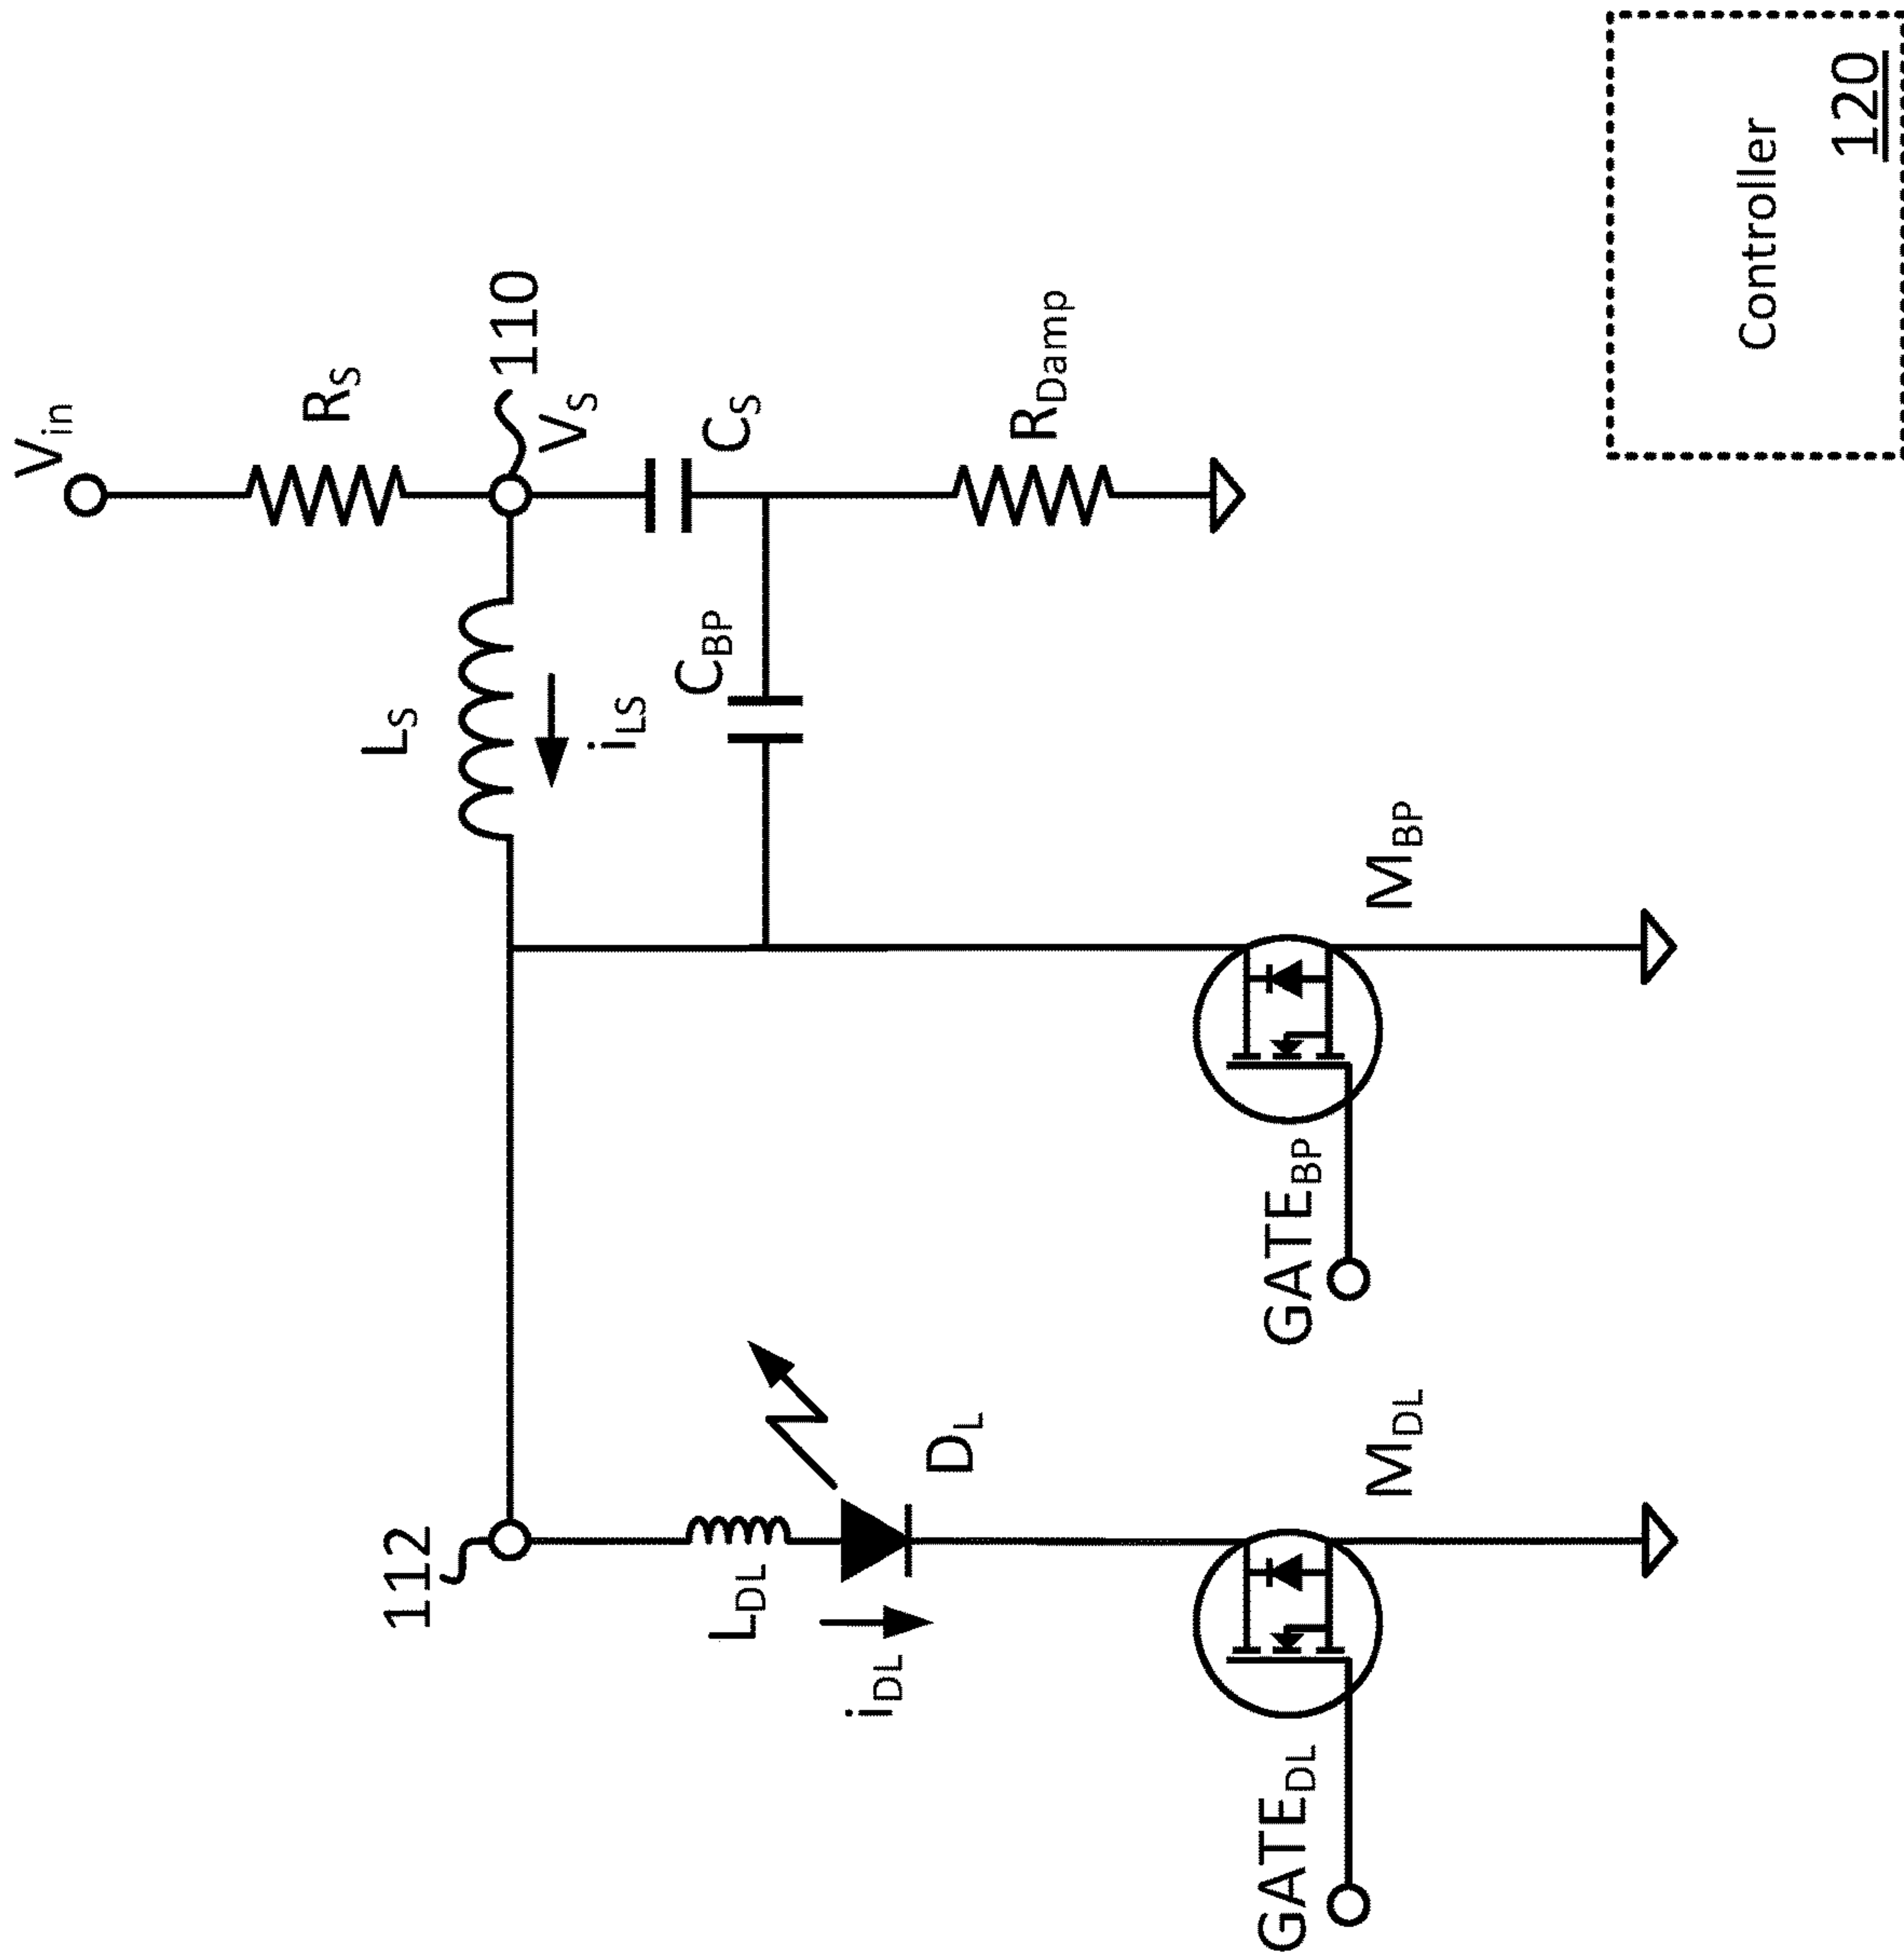 Vin
RS
110
VS
LS
iLS
CS
CBP
RDamp
112
LDL
iDL
DL
GATEBP
MBP
GATEDL
MDL
Controller
120